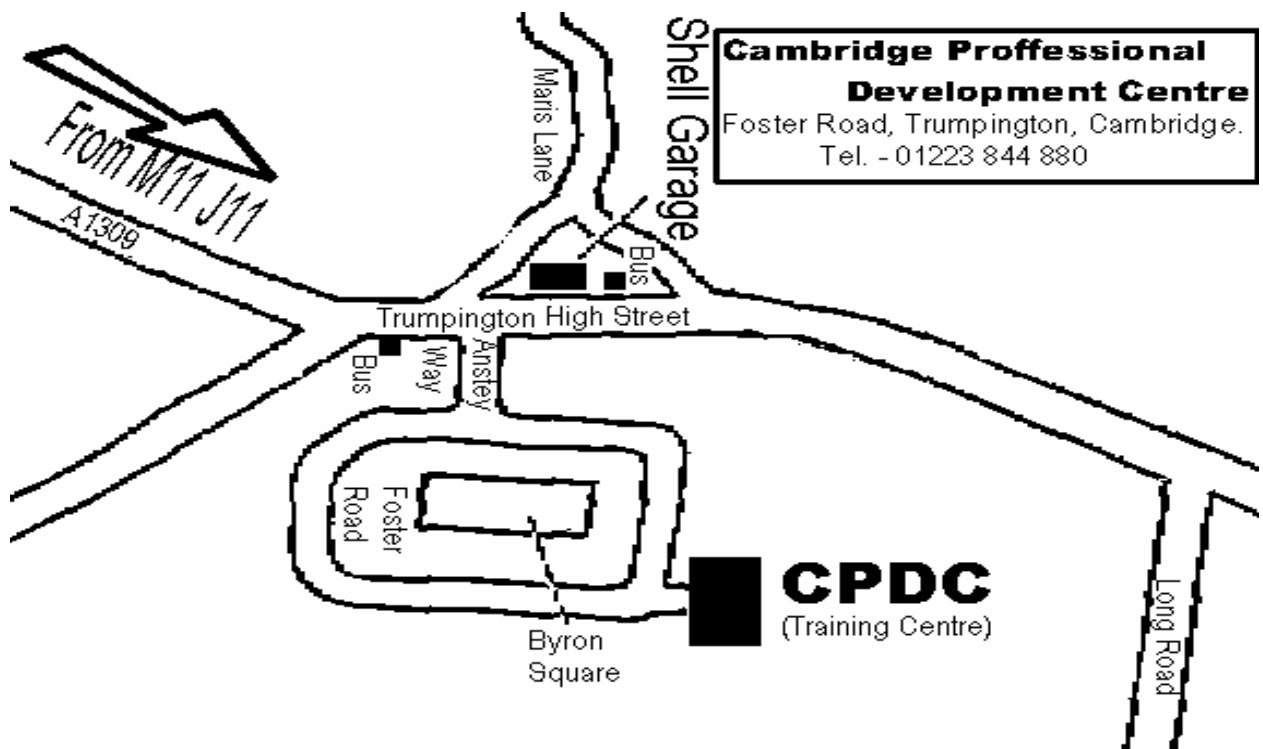 Cambridge Proffessional
Development Centre
Foster Road, Trumpington, Cambridge.
Tel. - 01223 844 880
Shell Garage
Maris Lane
From M11 J11
A1309
Bus
Trumpington High Street
Bus
Way
Anstey
Foster
Road
CPDC
(Training Centre)
Byron
Square
Long Road